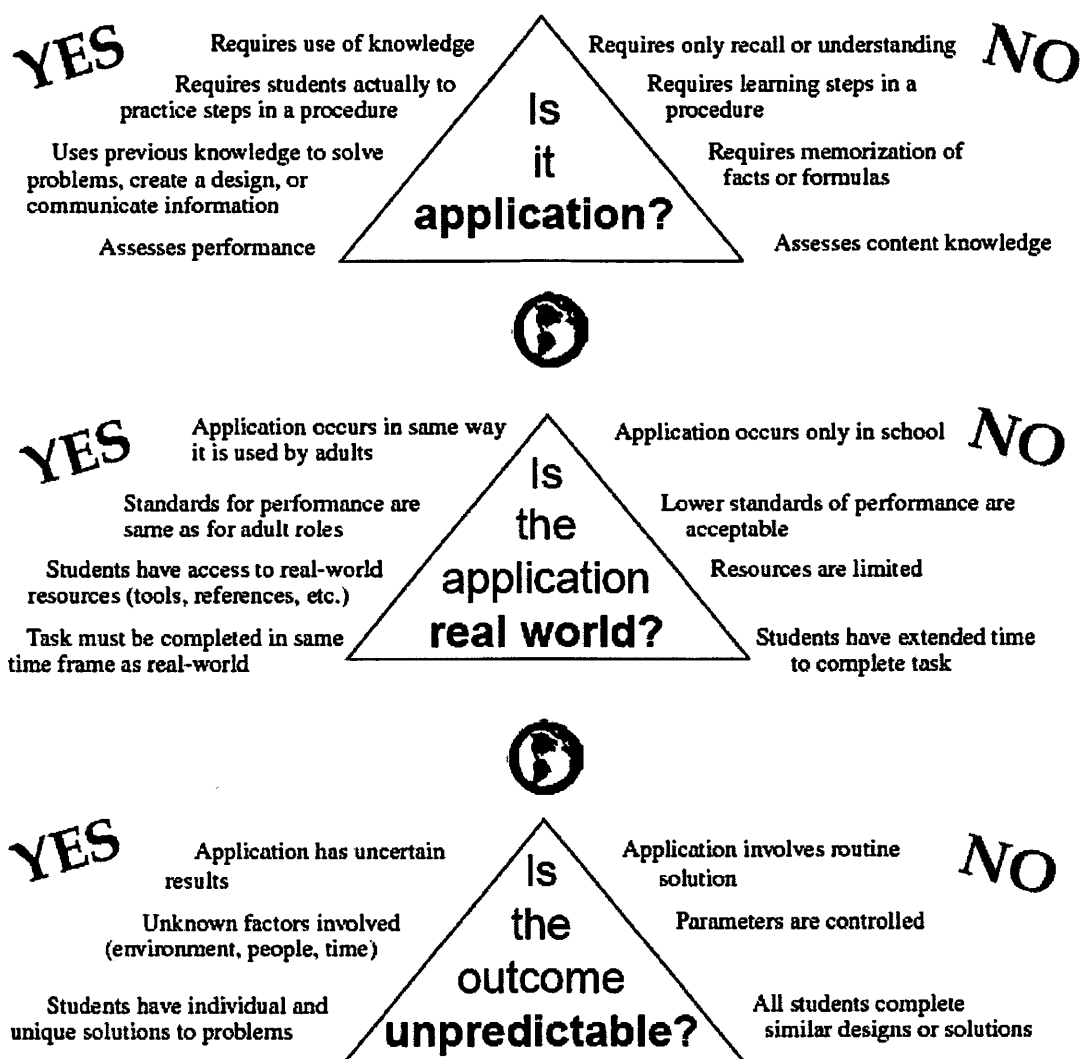 YES
Requires use of knowledge
Requires students actually to
practice steps in a procedure
Uses previous knowledge to solve
problems, create a design, or
communicate information
Assesses performance
Is
it
application?
NO
Requires only recall or understanding
Requires learning steps in a
procedure
Requires memorization of
facts or formulas
Assesses content knowledge
YES
Application occurs in same way
it is used by adults
Standards for performance are
same as for adult roles
Students have access to real-world
resources (tools, references, etc.)
Task must be completed in same
time frame as real-world
Is
the
application
real world?
NO
Application occurs only in school
Lower standards of performance are
acceptable
Resources are limited
Students have extended time
to complete task
YES
Application has uncertain
results
Unknown factors involved
(environment, people, time)
Students have individual and
unique solutions to problems
Is
the
outcome
unpredictable?
NO
Application involves routine
solution
Parameters are controlled
All students complete
similar designs or solutions